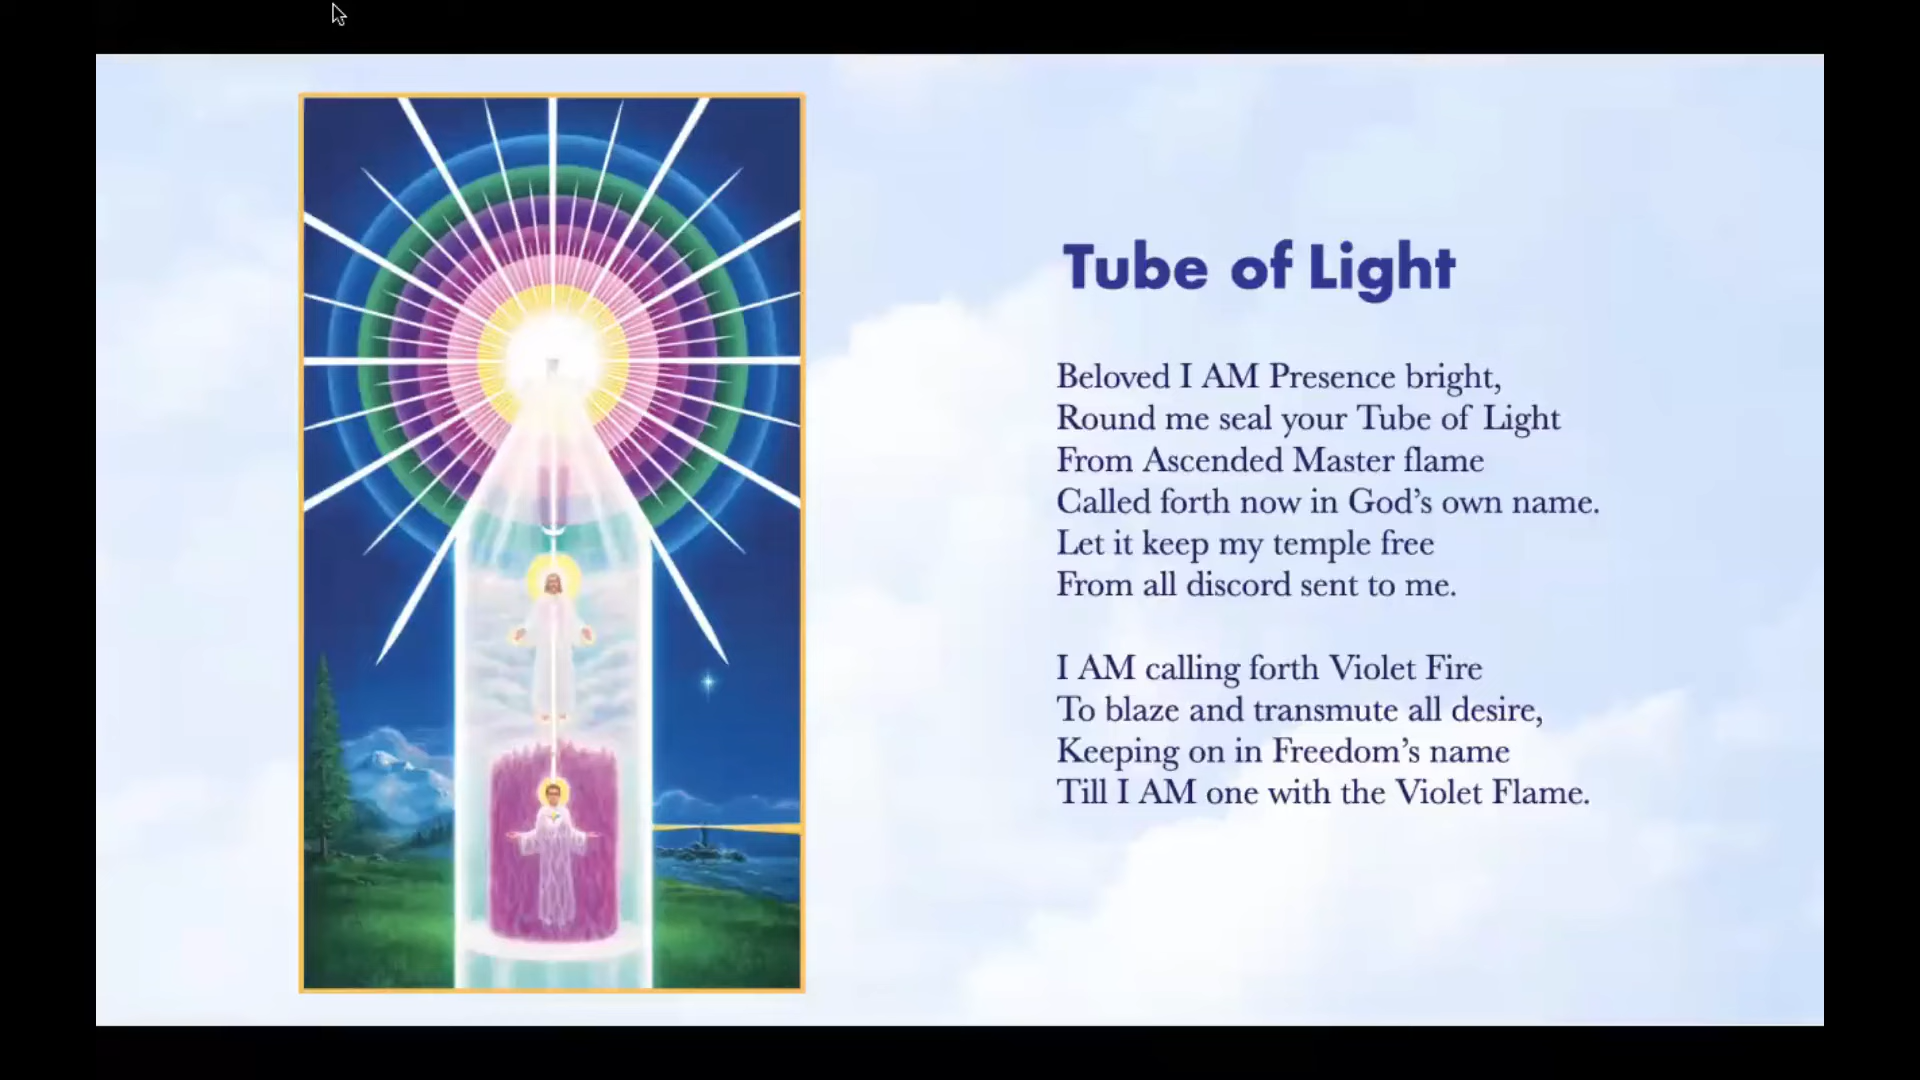 Tube of Light
Beloved I AM Presence bright,
Round me seal your Tube of Light
From Ascended Master flame
Called forth now in God’s own name.
Let it keep my temple free
From all discord sent to me.
I AM calling forth Violet Fire
To blaze and transmute all desire,
Keeping on in Freedom’s name
Till I AM one with the Violet Flame.